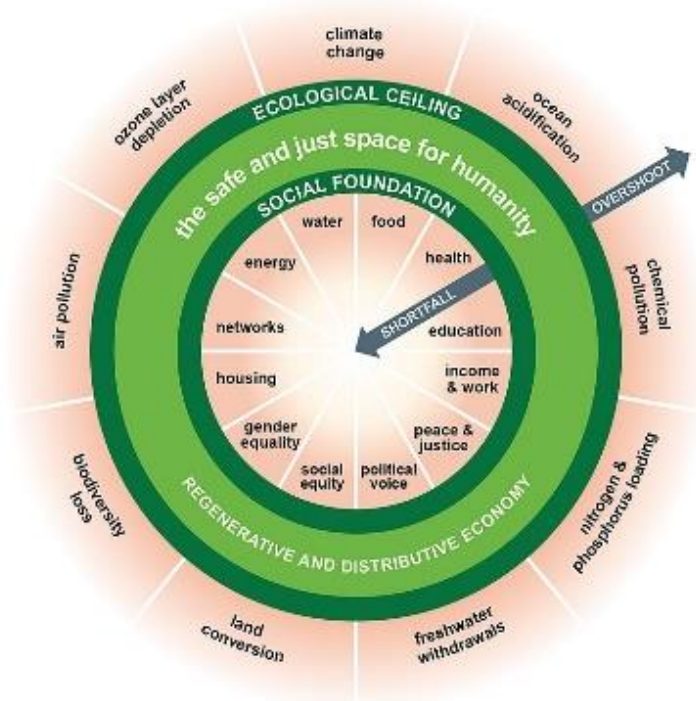 climate
change
ocean
acidification
OVERSHOOT
chemical
pollution
nitrogen &
phosphorus loading
freshwater
withdrawals
land
conversion
biodiversity
loss
air pollution
ozone layer
depletion
ECOLOGICAL CEILING
the safe and just space for humanity
SOCIAL FOUNDATION
water
food
health
SHORTFALL
education
income
& work
peace &
justice
political
voice
social
equity
gender
equality
housing
networks
energy
REGENERATIVE AND DISTRIBUTIVE ECONOMY